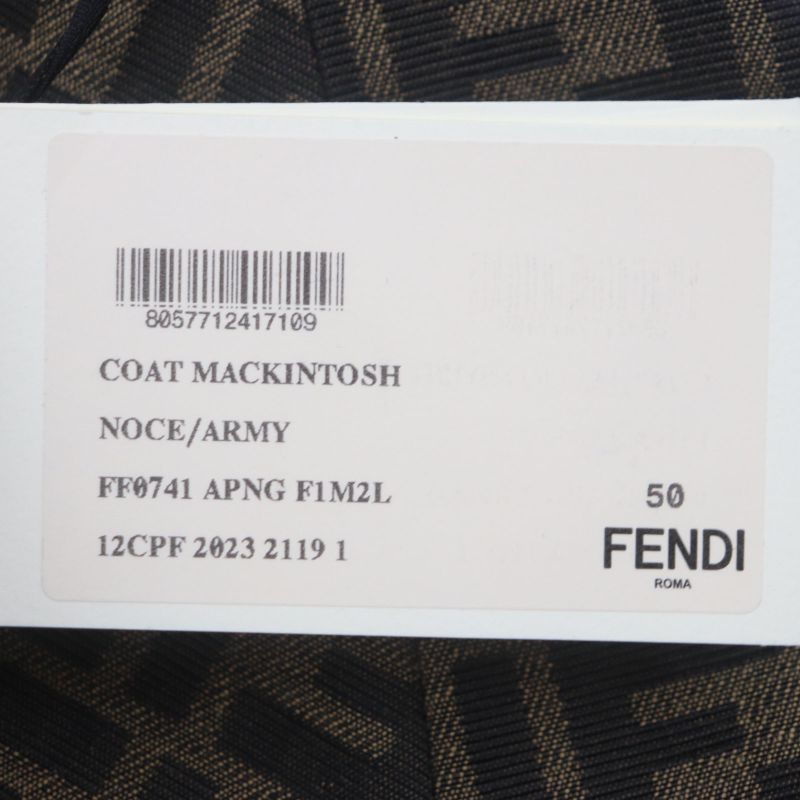 8057712417109
COAT MACKINTOSH
NOCE/ARMY
FF0741 APNG F1M2L
12CPF 2023 2119 1
50
FENDI
ROMA